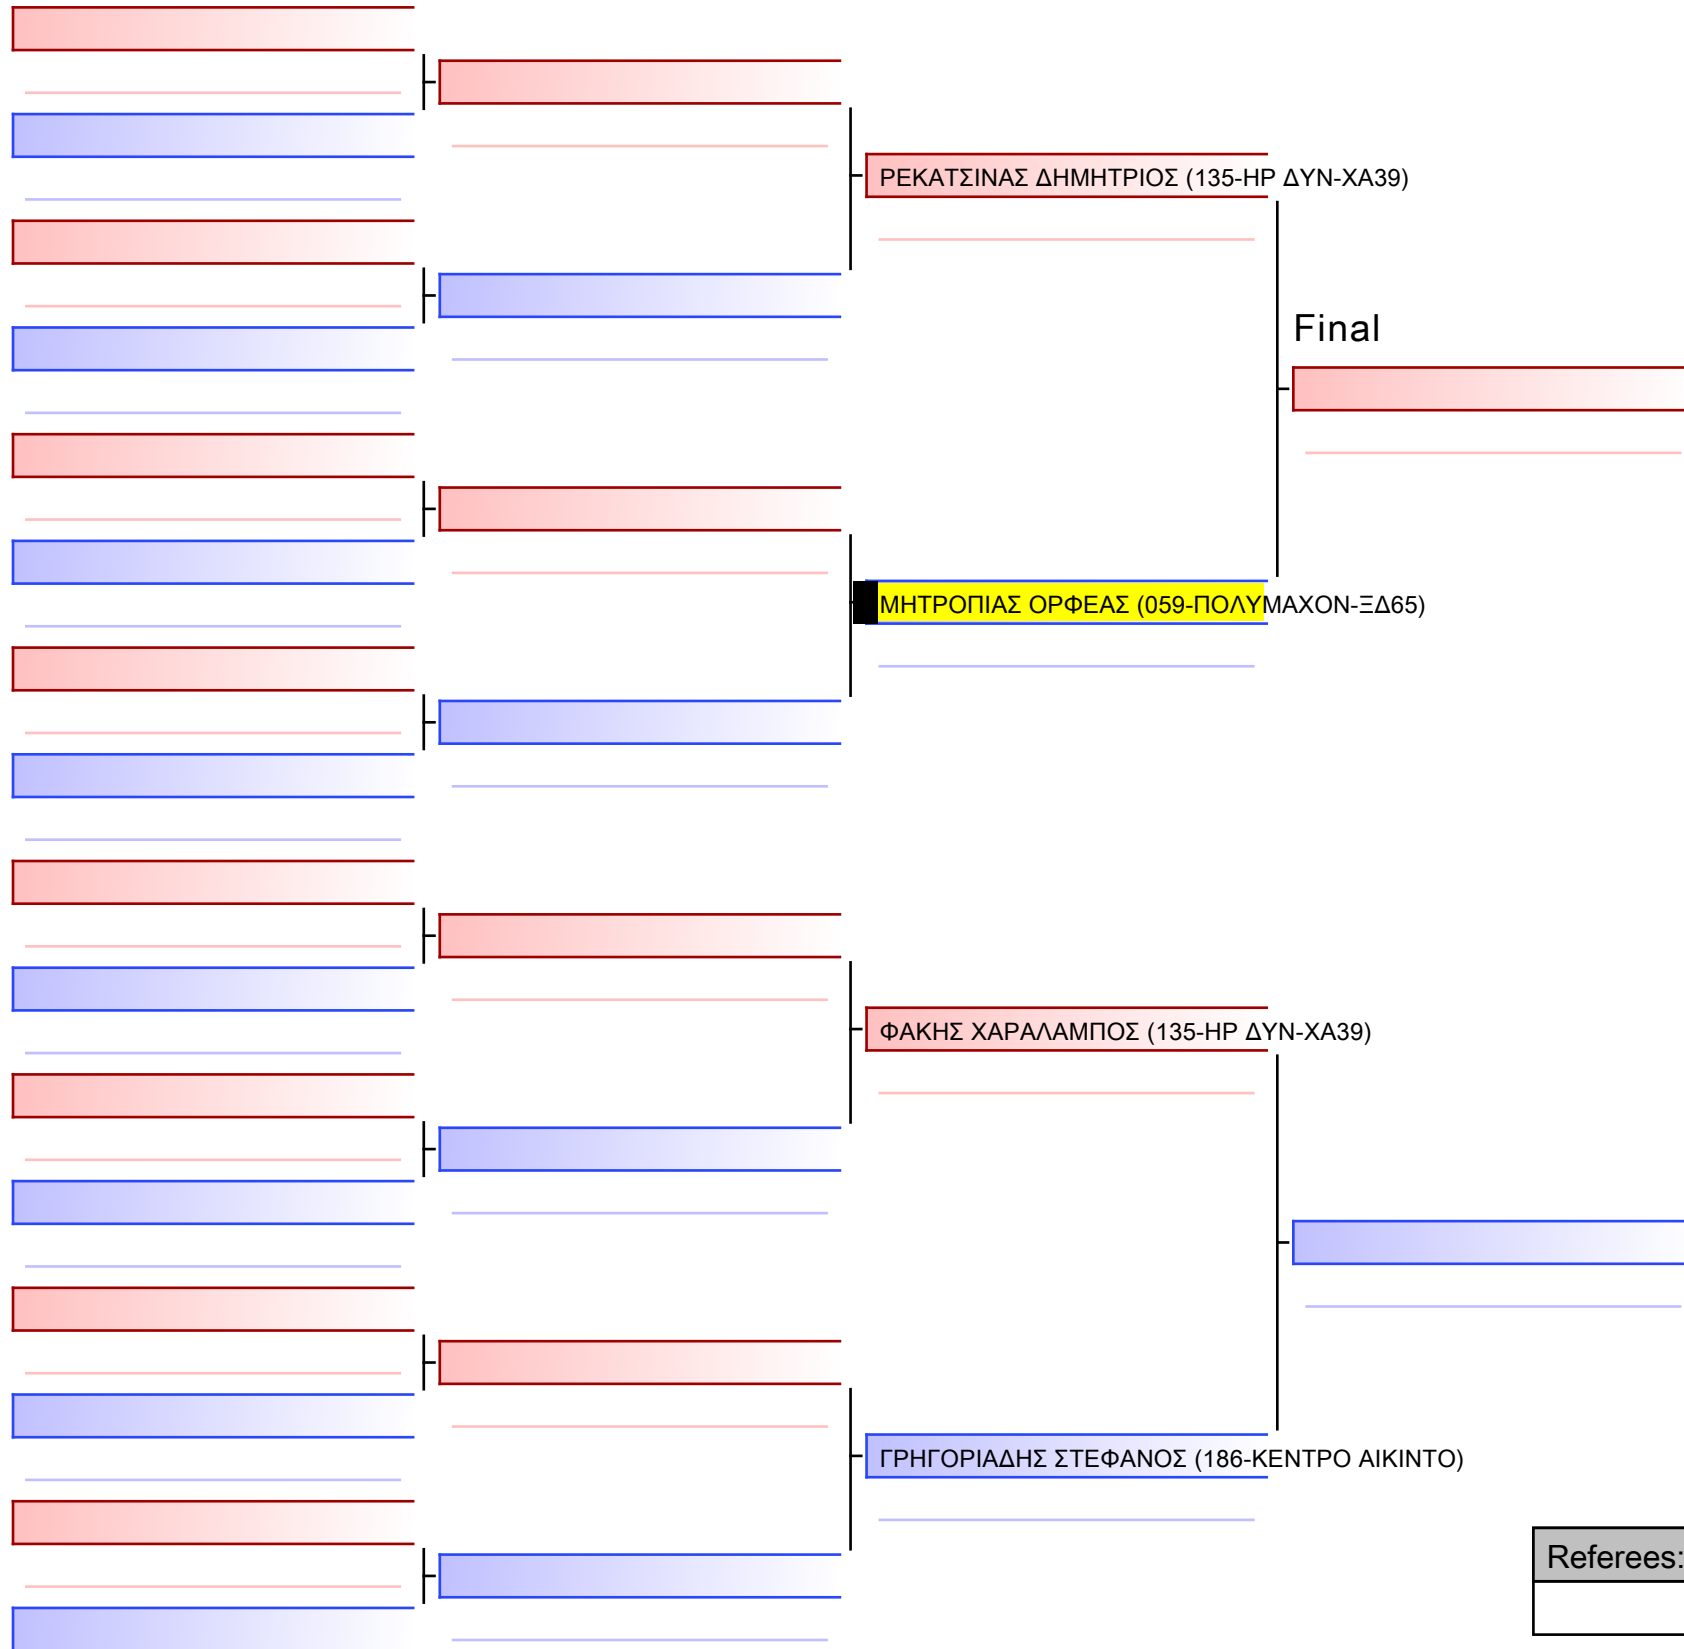 ΡΕΚΑΤΣΙΝΑΣ ΔΗΜΗΤΡΙΟΣ (135-ΗΡ ΔΥΝ-ΧΑ39)
Final
ΜΗΤΡΟΠΙΑΣ ΟΡΦΕΑΣ (059-ΠΟΛΥΜΑΧΟΝ-ΞΔ65)
ΦΑΚΗΣ ΧΑΡΑΛΑΜΠΟΣ (135-ΗΡ ΔΥΝ-ΧΑ39)
ΓΡΗΓΟΡΙΑΔΗΣ ΣΤΕΦΑΝΟΣ (186-ΚΕΝΤΡΟ ΑΙΚΙΝΤΟ)
Referees: